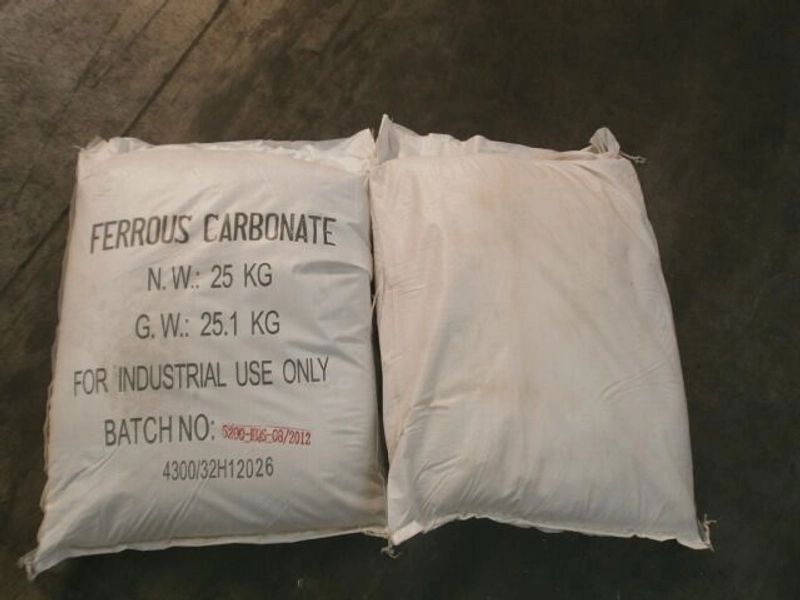 FERROUS CARBONATE
N.W.: 25 KG
G.W.: 25.1 KG
FOR INDUSTRIAL USE ONLY
BATCH NO:
4300/32H12026